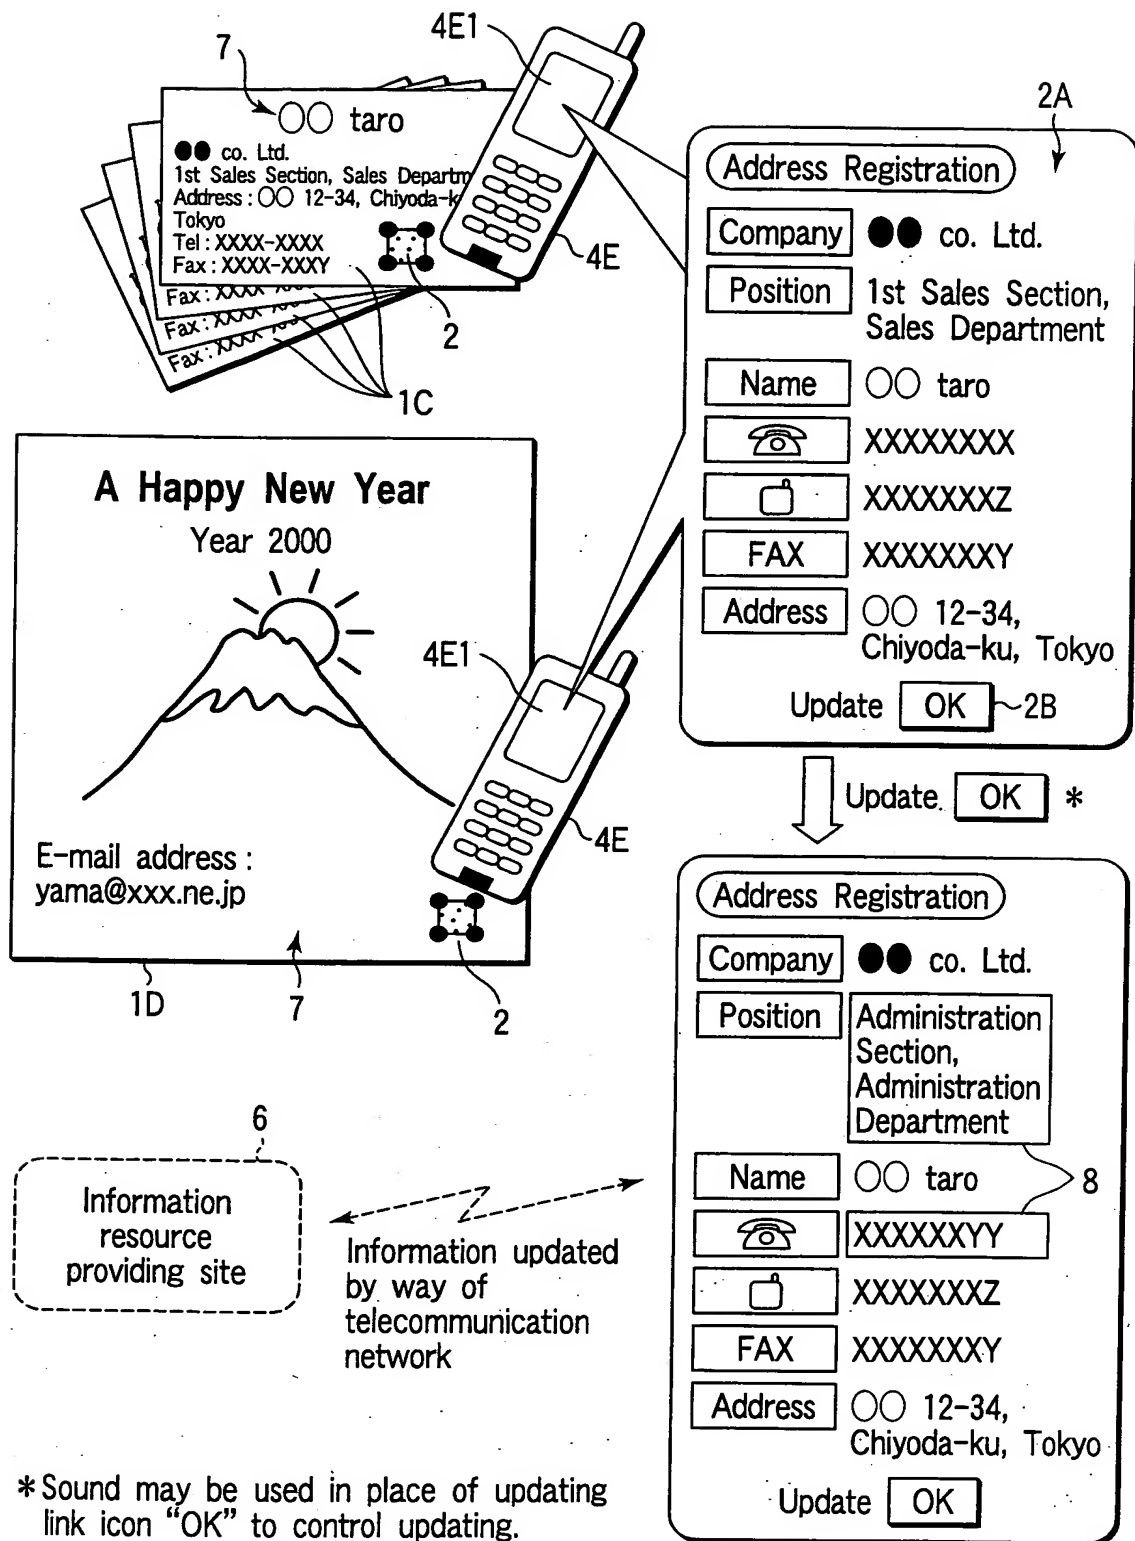 4E1
7
○○ taro
●● co. Ltd.
1st Sales Section, Sales Departm
Address : ○○ 12-34, Chiyoda-k
Tokyo
Tel : XXXX-XXXX
Fax : XXXX-XXXY
Fax : XXXX
Fax : XXXX
Fax : XXXX
4E
2
1C
2A
Address Registration
Company ●● co. Ltd.
Position 1st Sales Section,
Sales Department
Name ○○ taro
XXXXXXXX
XXXXXXXZ
FAX XXXXXXXY
Address ○○ 12-34,
Chiyoda-ku, Tokyo
Update OK 2B
Update OK *
A Happy New Year
Year 2000
4E1
4E
E-mail address :
yama@xxx.ne.jp
1D
7
2
Address Registration
Company ●● co. Ltd.
Position Administration
Section,
Administration
Department
8
Name ○○ taro
XXXXXXYY
XXXXXXXZ
FAX XXXXXXXY
Address ○○ 12-34,
Chiyoda-ku, Tokyo
Update OK
6
Information
resource
providing site
Information updated
by way of
telecommunication
network
* Sound may be used in place of updating
link icon “OK” to control updating.